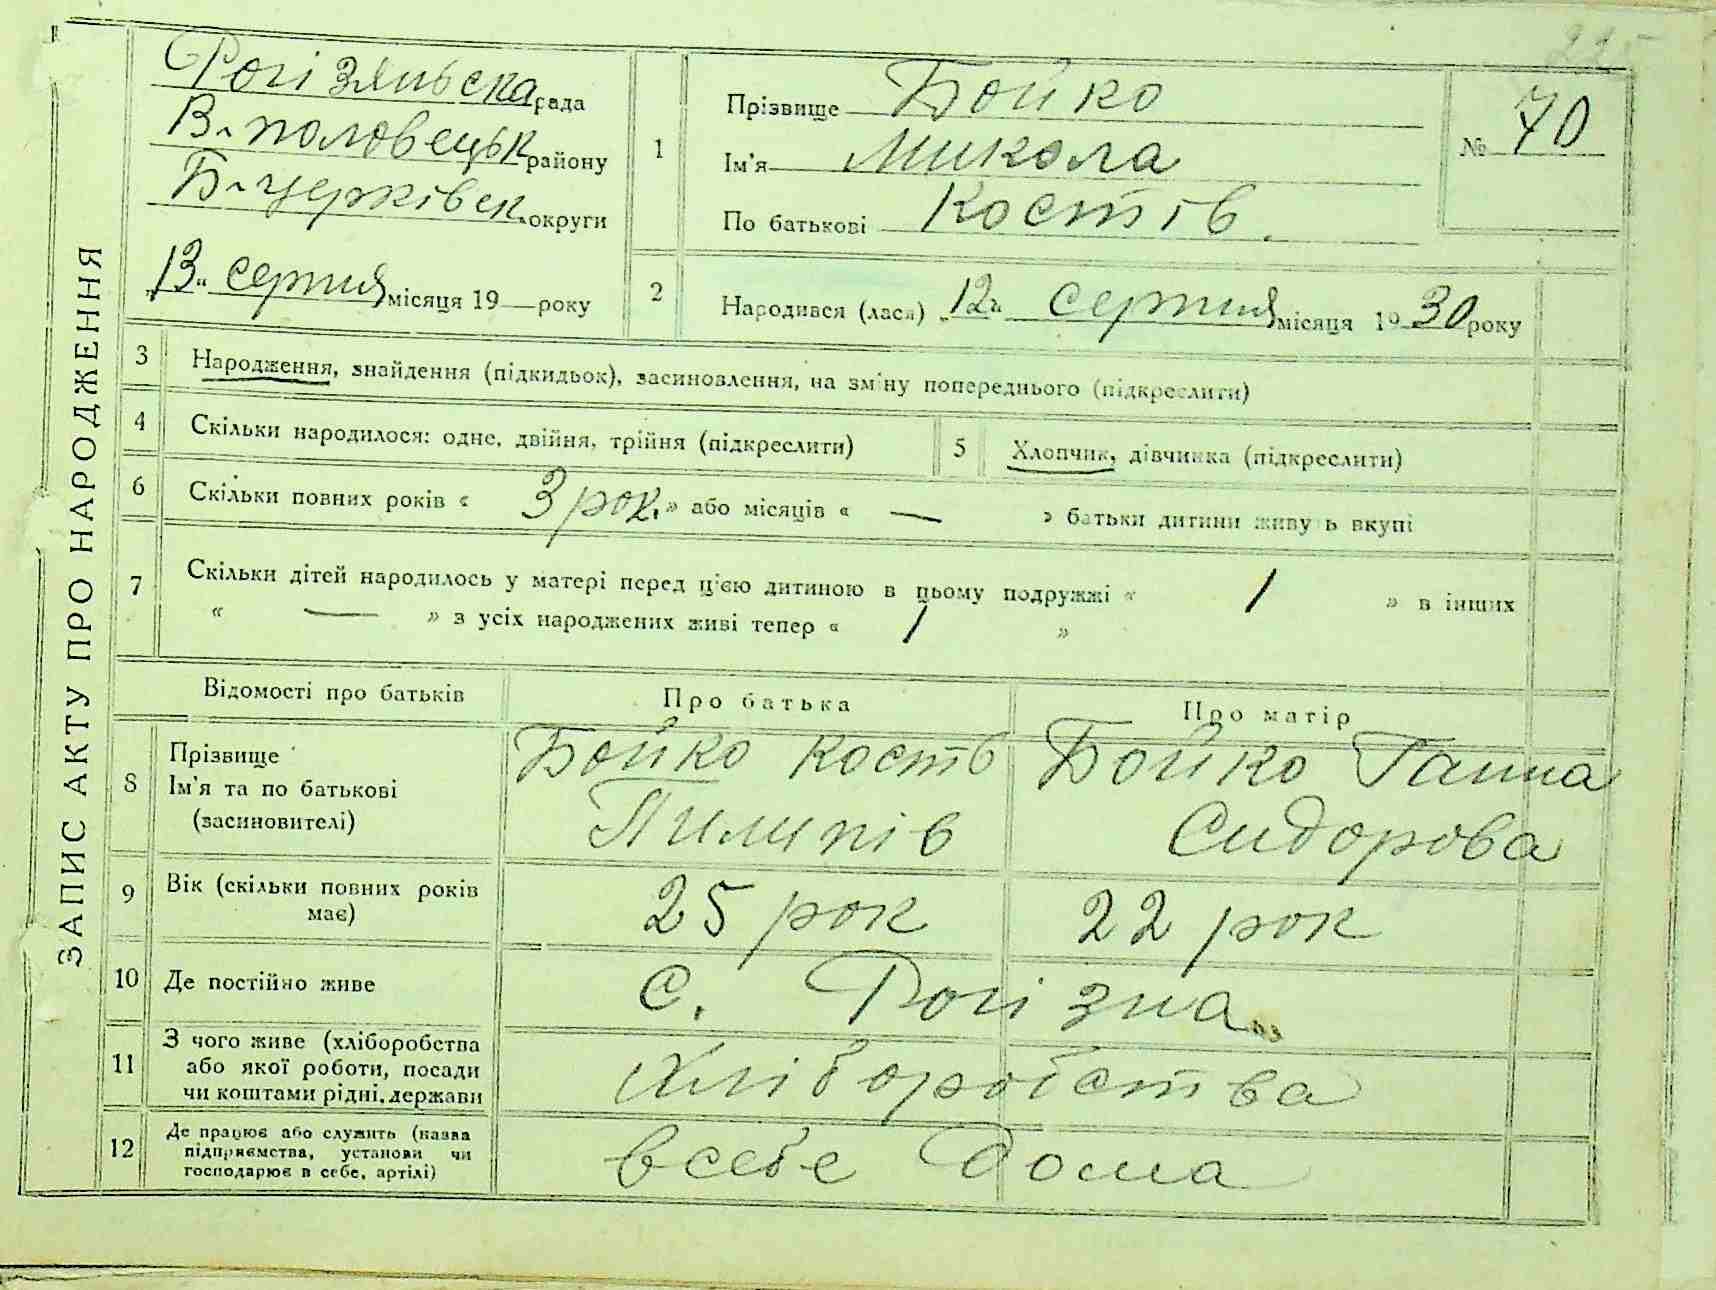 225
Рогізянська рада
В-половецьк району
Б-церківск. округи
„13“ серпня місяця 19—року
1
Прізвище Бойко
Ім'я Микола
По батькові Костів.
№ 70
2
Народився (лася) „12“ серпня місяця 1930 року
ЗАПИС АКТУ ПРО НАРОДЖЕННЯ
3 Народження, знайдення (підкидьок), засиновлення, на зміну попереднього (підкреслити)
4 Скільки народилося: одне, двійня, трійня (підкреслити)
5 Хлопчик, дівчинка (підкреслити)
6 Скільки повних років « 3 рок. » або місяців « — » батьки дитини живуть вкупі
7 Скільки дітей народилось у матері перед цією дитиною в цьому подружжі « 1 » в інших
« — » з усіх народжених живі тепер « 1 »
Відомості про батьків
Про батька
Про матір
8
Прізвище
Ім'я та по батькові
(засиновителі)
Бойко Кость
Пилипів
Бойко Ганна
Сидорова
9
Вік (скільки повних років
має)
25 рок
22 рок
10 Де постійно живе
с. Рогізна
11
З чого живе (хліборобства
або якої роботи, посади
чи коштами рідні, держави
Хліборобства
12
Де працює або служить (назва
підприємства, установи чи
господарює в себе, артілі)
в себе дома